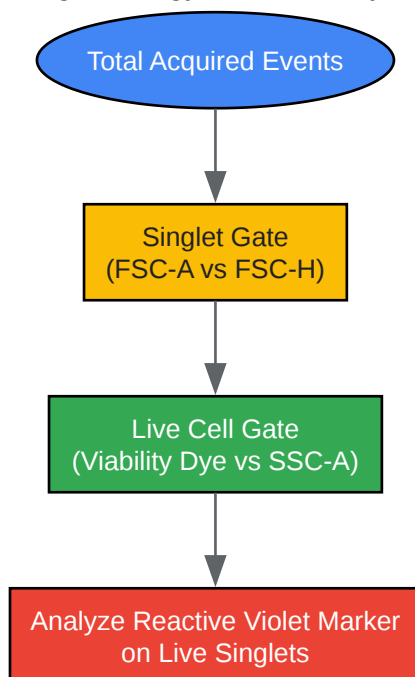 Total Acquired Events
Singlet Gate
(FSC-A vs FSC-H)
Live Cell Gate
(Viability Dye vs SSC-A)
Analyze Reactive Violet Marker
on Live Singlets